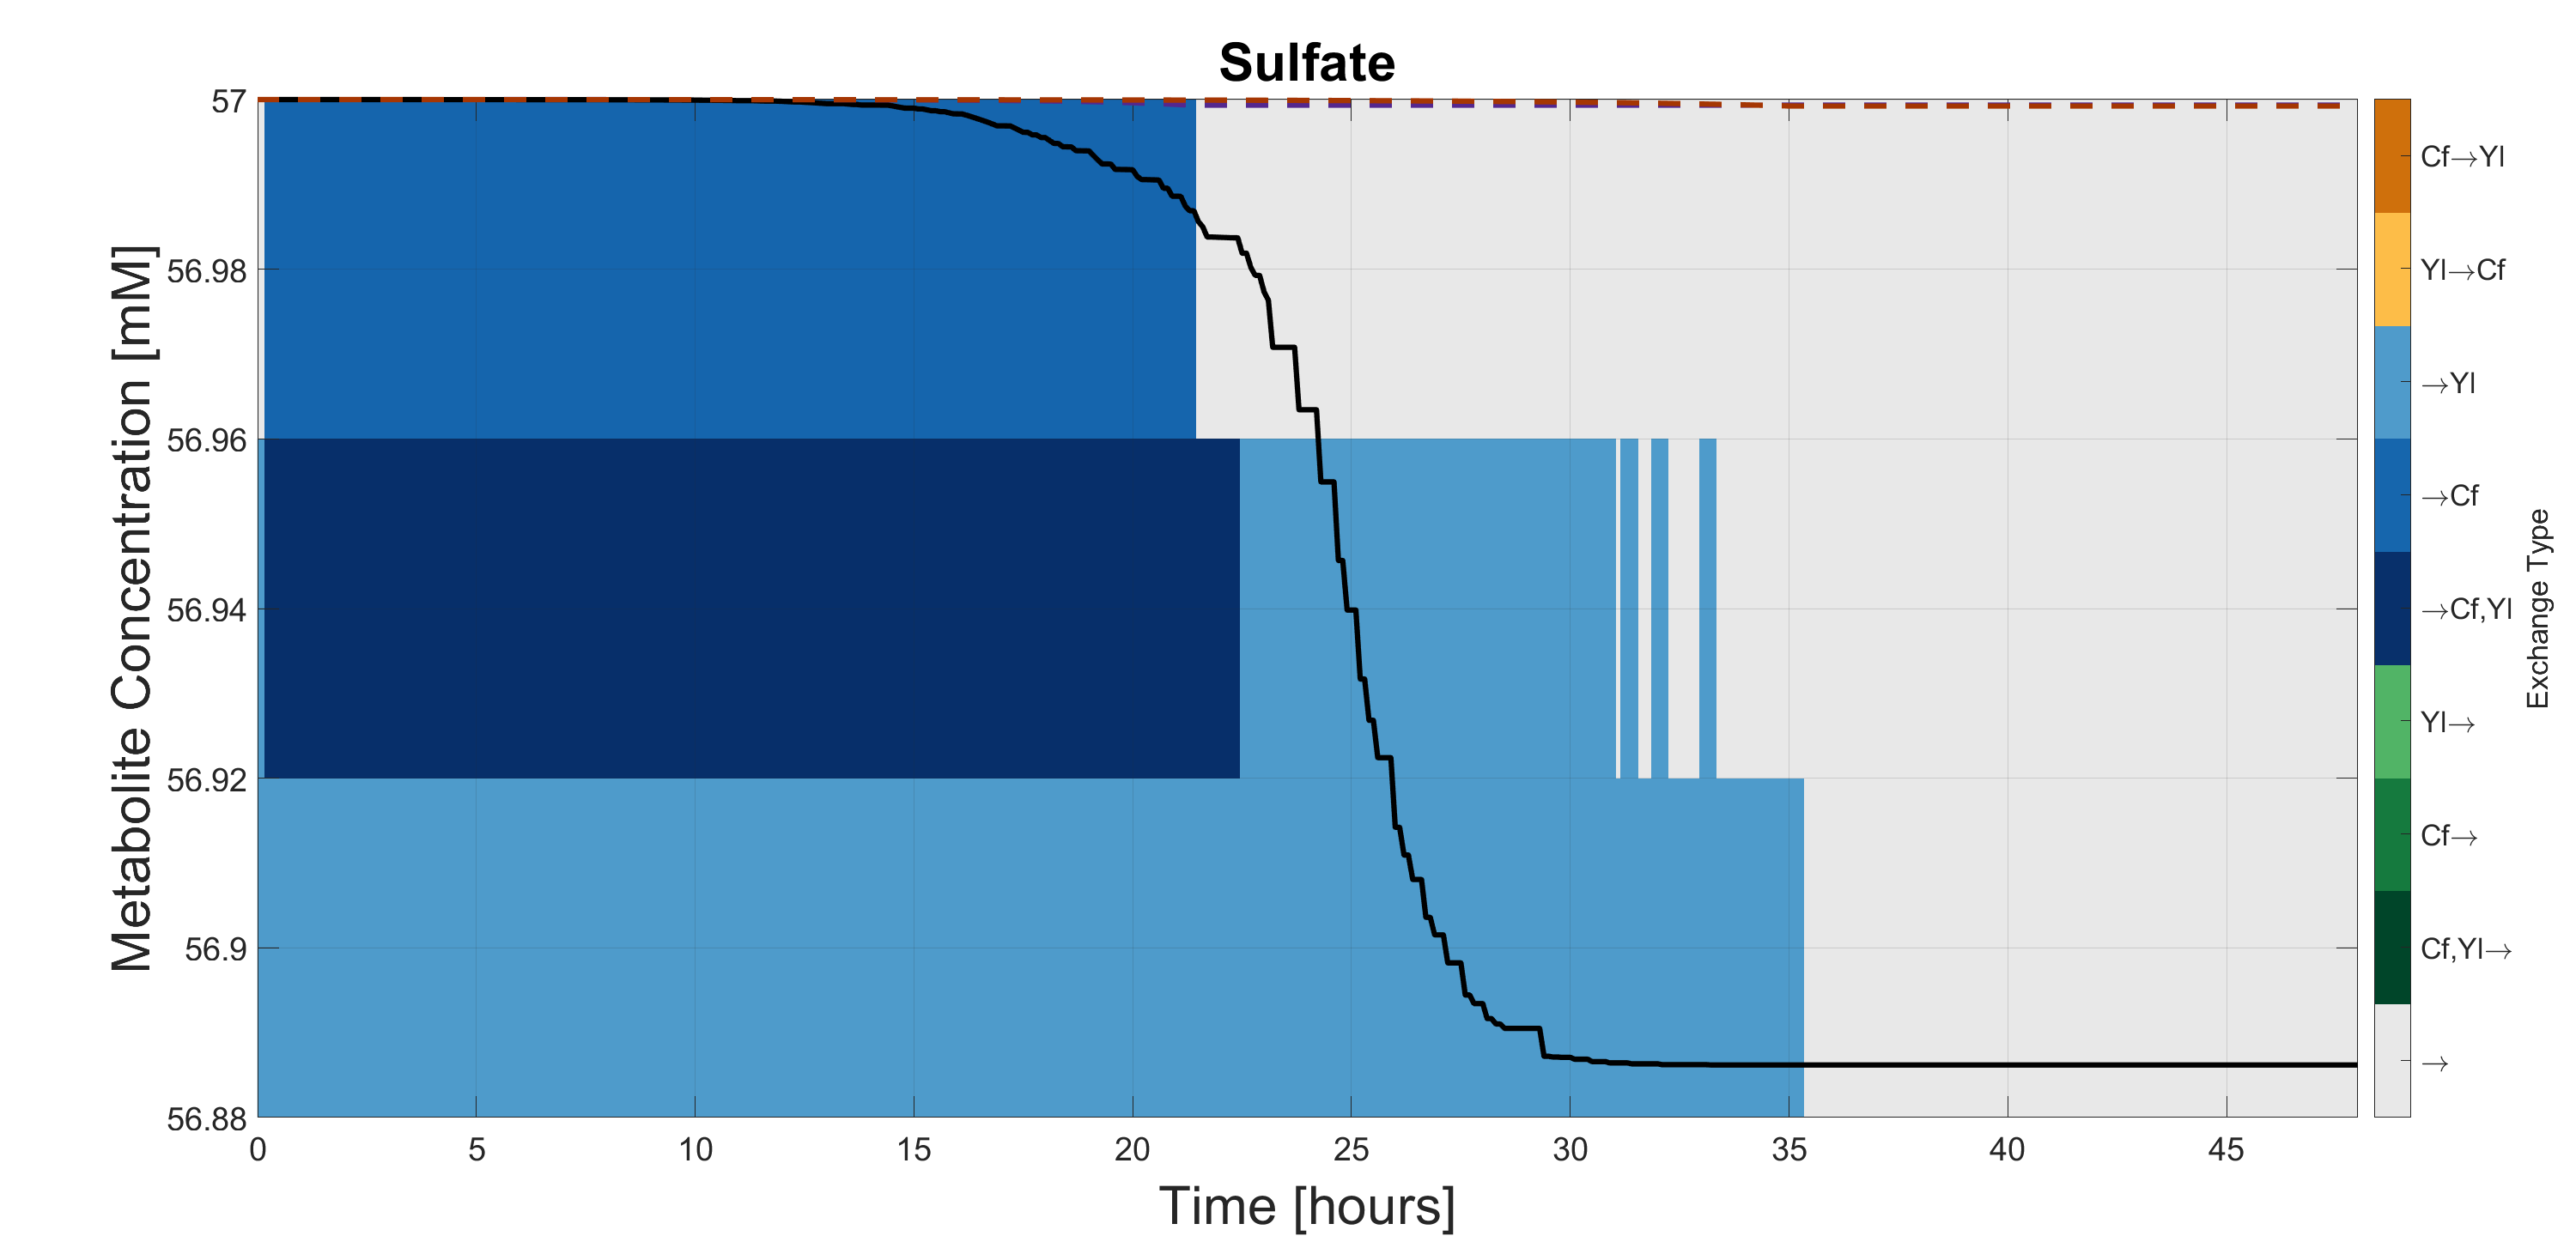 Sulfate
Metabolite Concentration [mM]
57
56.98
56.96
56.94
56.92
56.9
56.88
0 5 10 15 20 25 30 35 40 45
Time [hours]
Cf→Yl
Yl→Cf
→Yl
→Cf
→Cf,Yl
Yl→
Cf→
Cf,Yl→
→
Exchange Type